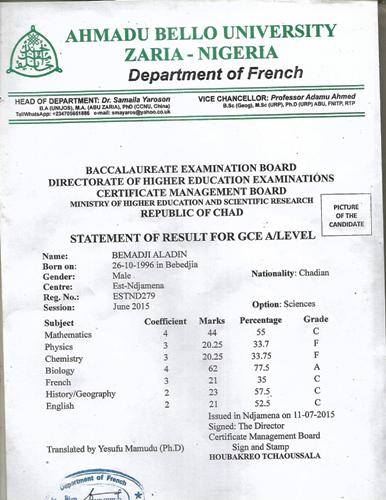 AHMADU BELLO UNIVERSITY
ZARIA - NIGERIA
Department of French
HEAD OF DEPARTMENT: Dr. Samaila Yaroson
B.A (UNIJOS), M.A. (ABU ZARIA), PhD (CCNU, China)
Tel/WhatsApp: +234705651686 e-mail: smayaros@yahoo.co.uk
VICE CHANCELLOR: Professor Adamu Ahmed
B.Sc (Geog), M.Sc (URP), Ph.D (URP) ABU, FNITP, RTP
BACCALAUREATE EXAMINATION BOARD
DIRECTORATE OF HIGHER EDUCATION EXAMINATIONS
CERTIFICATE MANAGEMENT BOARD
MINISTRY OF HIGHER EDUCATION AND SCIENTIFIC RESEARCH
REPUBLIC OF CHAD
PICTURE
OF THE
CANDIDATE
STATEMENT OF RESULT FOR GCE A/LEVEL
Name: BEMADJI ALADIN
Born on: 26-10-1996 in Bebedjia
Gender: Male Nationality: Chadian
Centre: Est-Ndjamena
Reg. No.: ESTND279
Session: June 2015 Option: Sciences
Subject Coefficient Marks Percentage Grade
Mathematics 4 44 55 C
Physics 3 20.25 33.7 F
Chemistry 3 20.25 33.75 F
Biology 4 62 77.5 A
French 3 21 35 C
History/Geography 2 23 57.5 C
English 2 21 52.5 C
Issued in Ndjamena on 11-07-2015
Signed: The Director
Certificate Management Board
Sign and Stamp
HOUBAKREO TCHAOUSSALA
Translated by Yesufu Mamudu (Ph.D)
Department of French